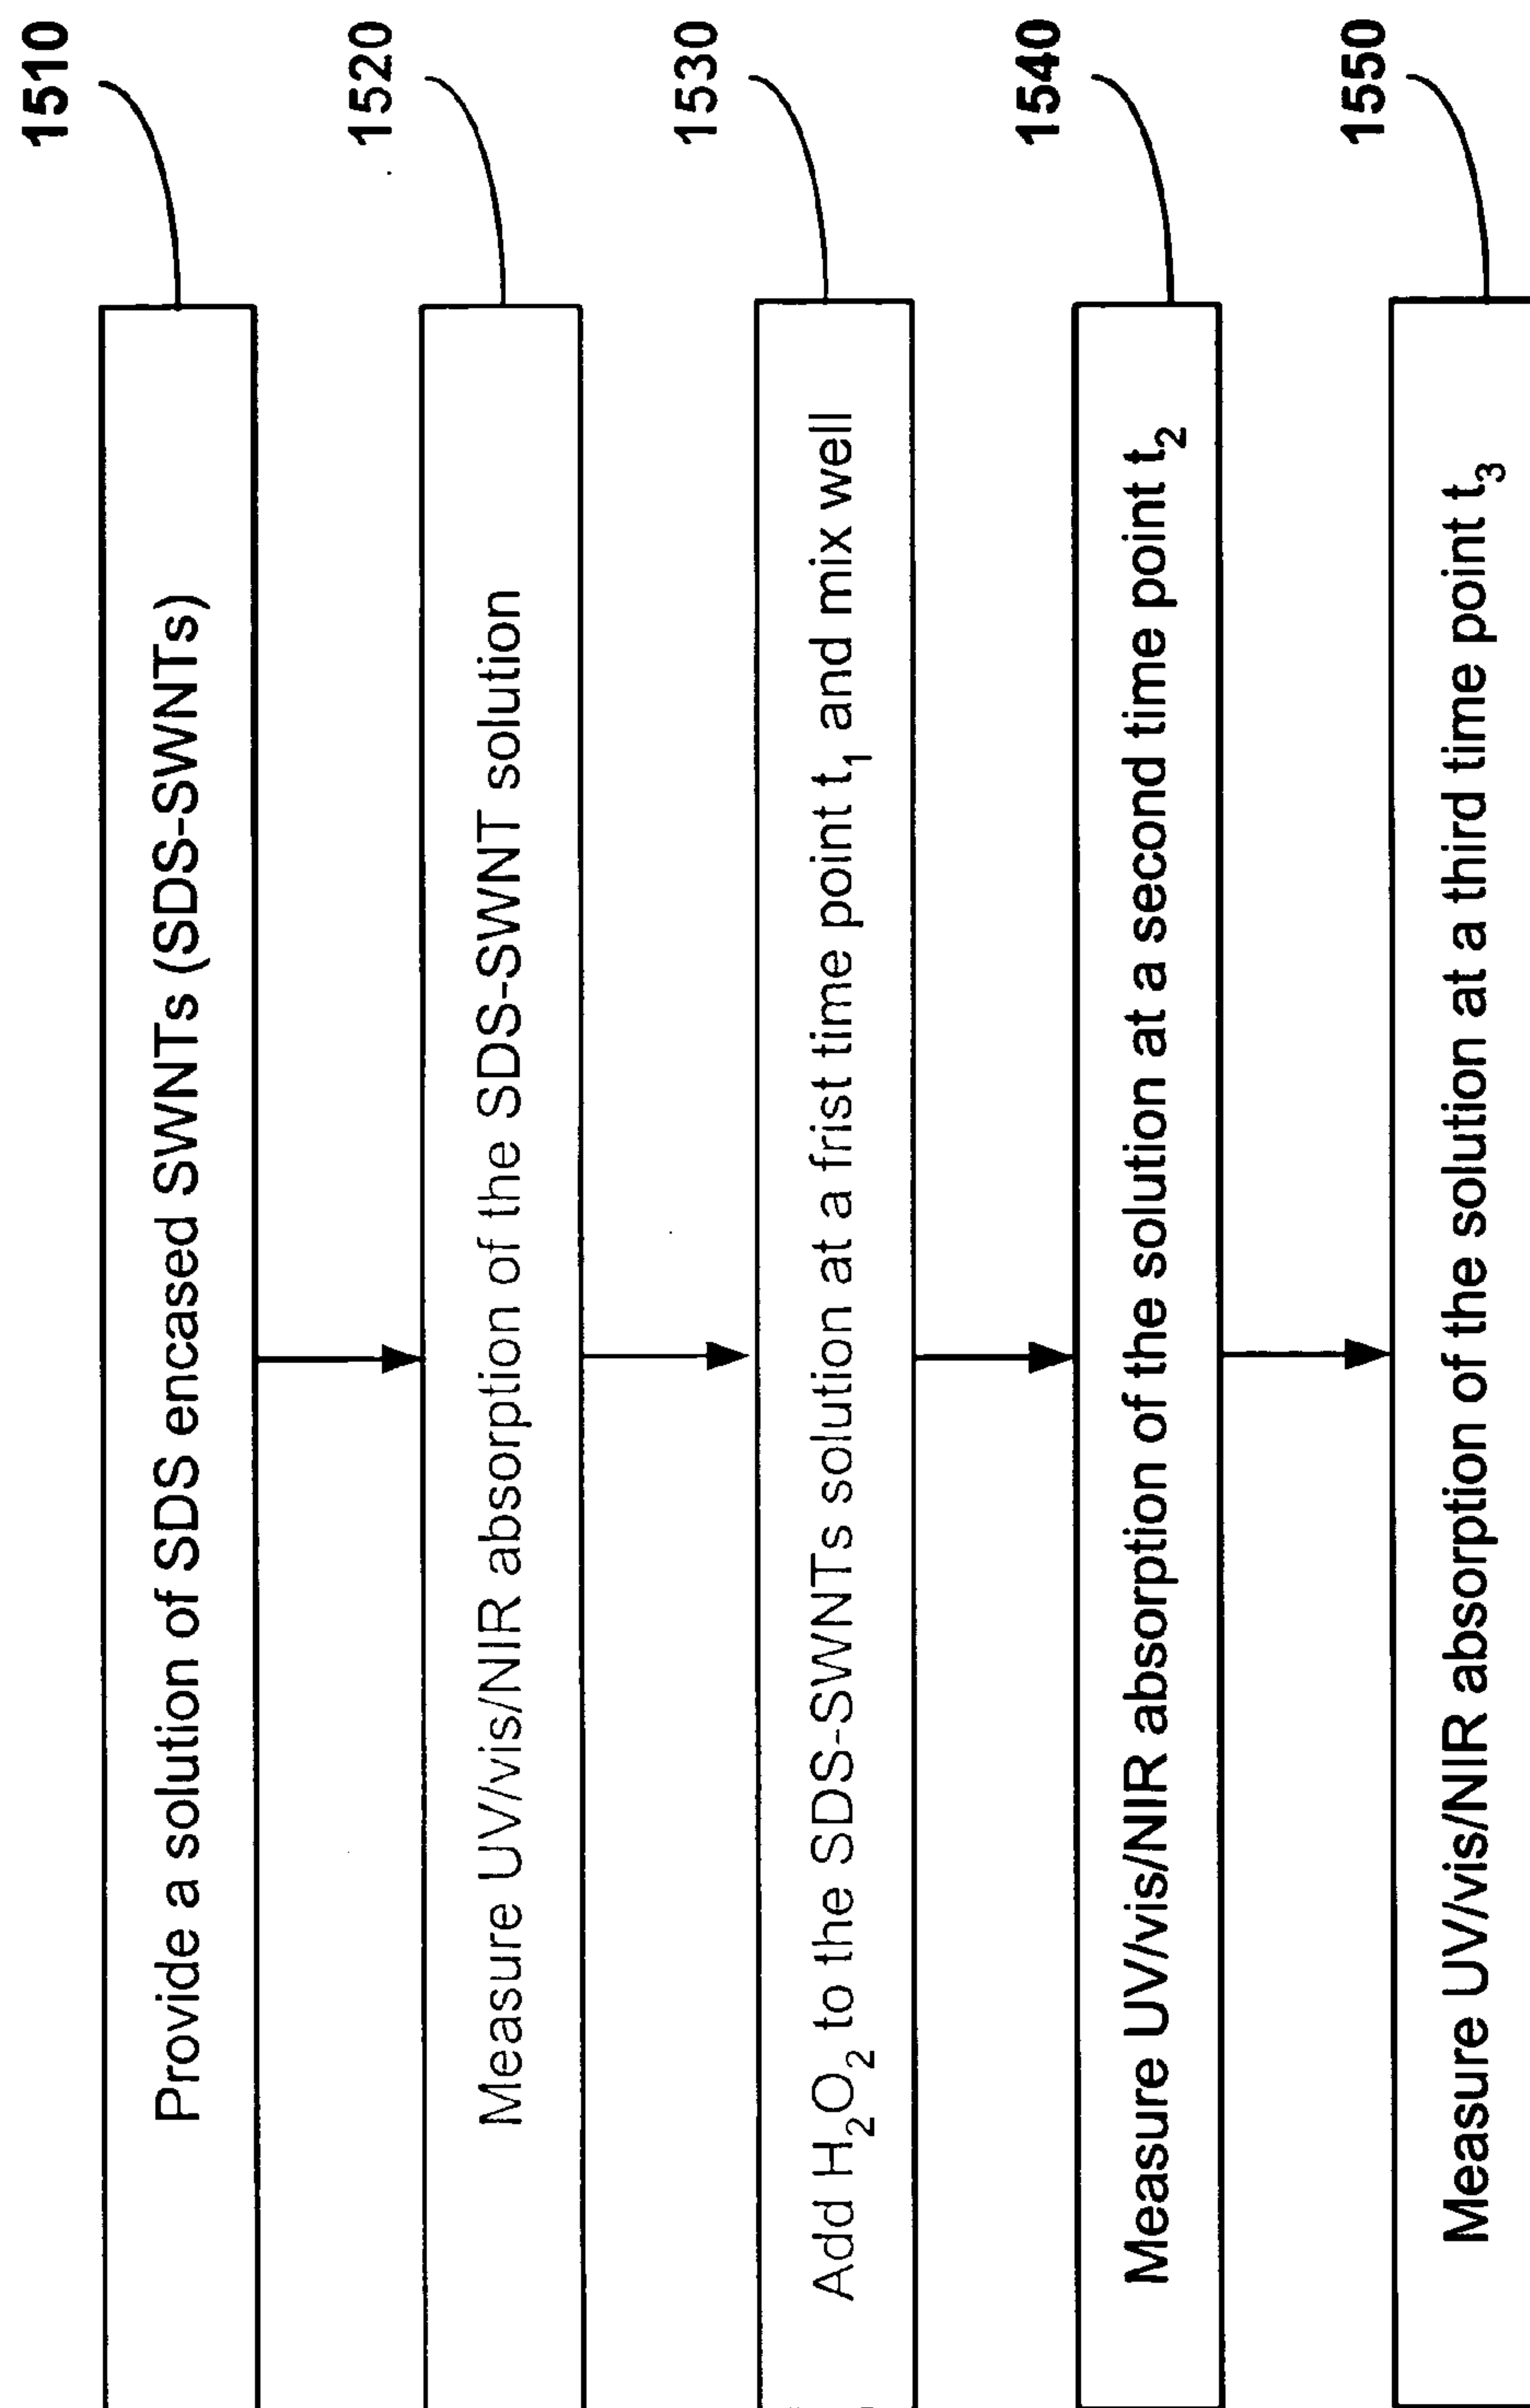 1510
Provide a solution of SDS encased SWNTs (SDS-SWNTs)
1520
Measure UV/vis/NIR absorption of the SDS-SWNT solution
1530
Add H₂O₂ to the SDS-SWNTs solution at a frist time point t₁ and mix well
1540
Measure UV/vis/NIR absorption of the solution at a second time point t₂
1550
Measure UV/vis/NIR absorption of the solution at a third time point t₃